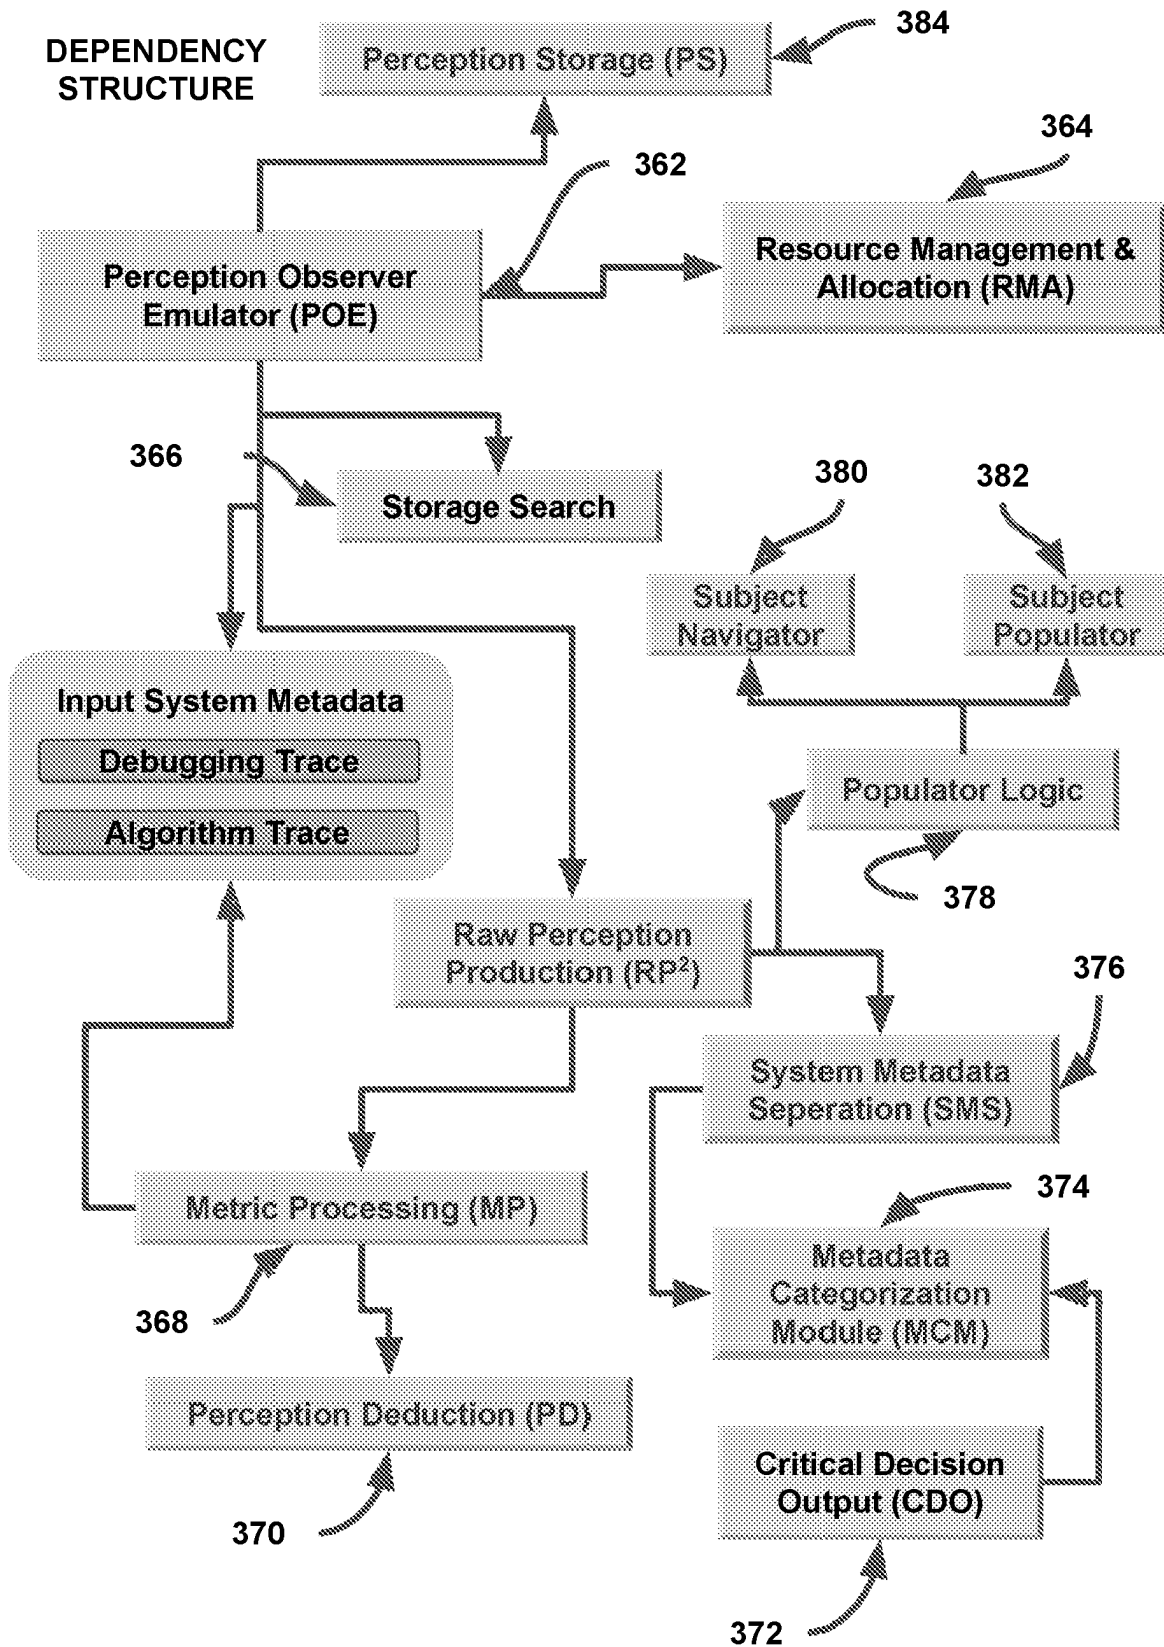 DEPENDENCY
STRUCTURE
Perception Storage (PS)
384
364
362
Perception Observer
Emulator (POE)
Resource Management &
Allocation (RMA)
366
Storage Search
380
382
Subject
Navigator
Subject
Populator
Input System Metadata
Debugging Trace
Algorithm Trace
Populator Logic
378
Raw Perception
Production (RP²)
376
System Metadata
Seperation (SMS)
374
Metric Processing (MP)
368
Metadata
Categorization
Module (MCM)
Perception Deduction (PD)
370
Critical Decision
Output (CDO)
372